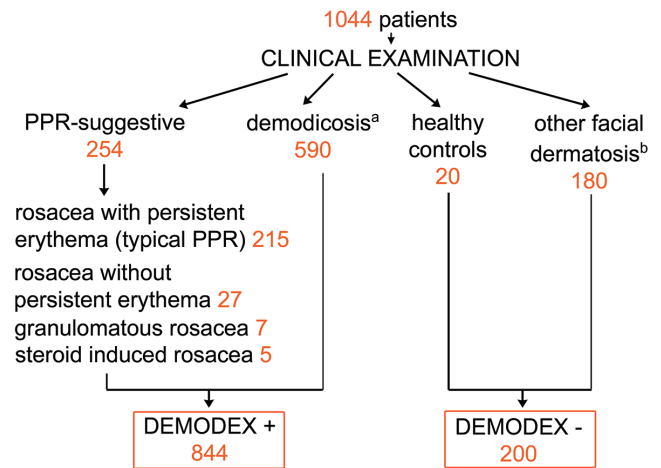 1044 patients
CLINICAL EXAMINATION
PPR-suggestive
254
demodicosisᵃ
590
healthy
controls
20
other facial
dermatosisᵇ
180
rosacea with persistent
erythema (typical PPR) 215
rosacea without
persistent erythema 27
granulomatous rosacea 7
steroid induced rosacea 5
DEMODEX +
844
DEMODEX -
200